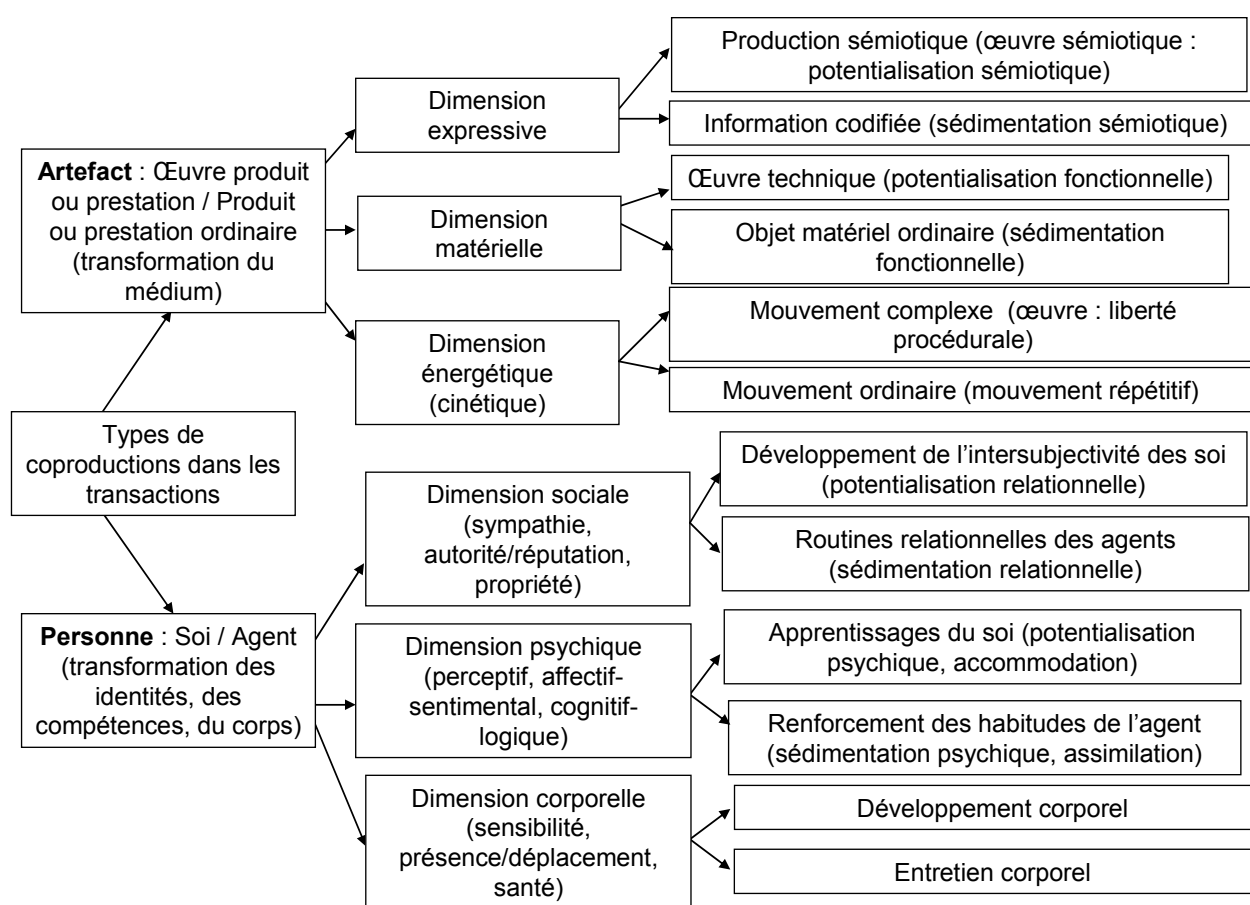 Production sémiotique (œuvre sémiotique :
potentialisation sémiotique)
Dimension
expressive
Information codifiée (sédimentation sémiotique)
Artefact : Œuvre produit
ou prestation / Produit
ou prestation ordinaire
(transformation du
médium)
Œuvre technique (potentialisation fonctionnelle)
Dimension
matérielle
Objet matériel ordinaire (sédimentation
fonctionnelle)
Mouvement complexe (œuvre : liberté
procédurale)
Dimension
énergétique
(cinétique)
Mouvement ordinaire (mouvement répétitif)
Types de
coproductions dans les
transactions
Développement de l’intersubjectivité des soi
(potentialisation relationnelle)
Dimension sociale
(sympathie,
autorité/réputation,
propriété)
Routines relationnelles des agents
(sédimentation relationnelle)
Personne : Soi / Agent
(transformation des
identités, des
compétences, du corps)
Apprentissages du soi (potentialisation
psychique, accommodation)
Dimension psychique
(perceptif, affectif-
sentimental, cognitif-
logique)
Renforcement des habitudes de l’agent
(sédimentation psychique, assimilation)
Dimension corporelle
(sensibilité,
présence/déplacement,
santé)
Développement corporel
Entretien corporel